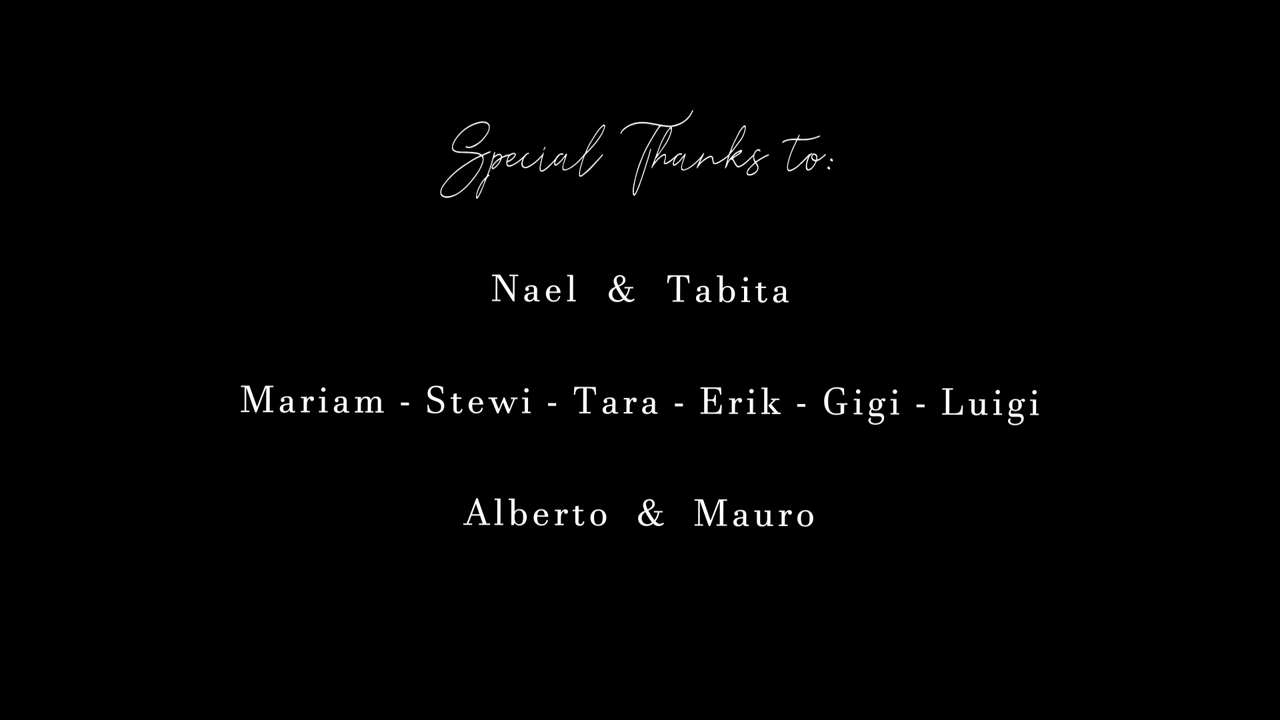 Special Thanks to:
Nael & Tabita
Mariam - Stewi - Tara - Erik - Gigi - Luigi
Alberto & Mauro